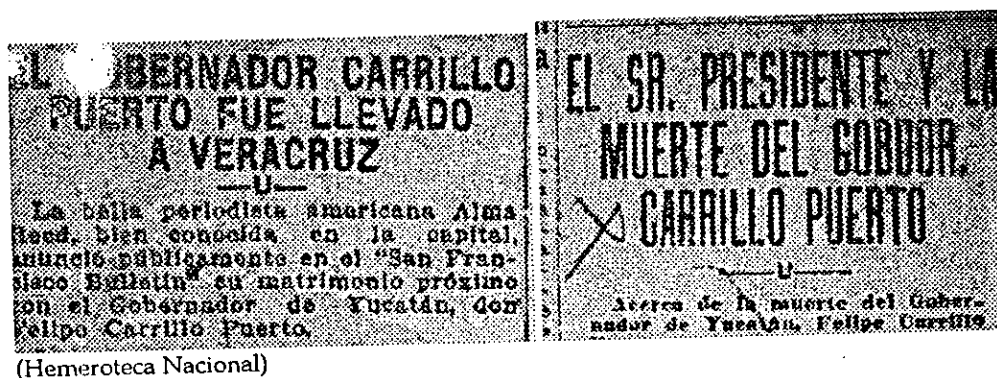 EL GOBERNADOR CARRILLO
PUERTO FUE LLEVADO
A VERACRUZ
La bella periodista americana Alma
Reed, bien conocida en la capital,
anunció públicamente en el "San Fran-
cisco Bulletin" su matrimonio próximo
con el Gobernador de Yucatán, don
Felipe Carrillo Puerto.
EL SR. PRESIDENTE Y LA
MUERTE DEL GOBDOR.
CARRILLO PUERTO
Acerca de la muerte del Gober-
nador de Yucatán, Felipe Carrillo
(Hemeroteca Nacional)